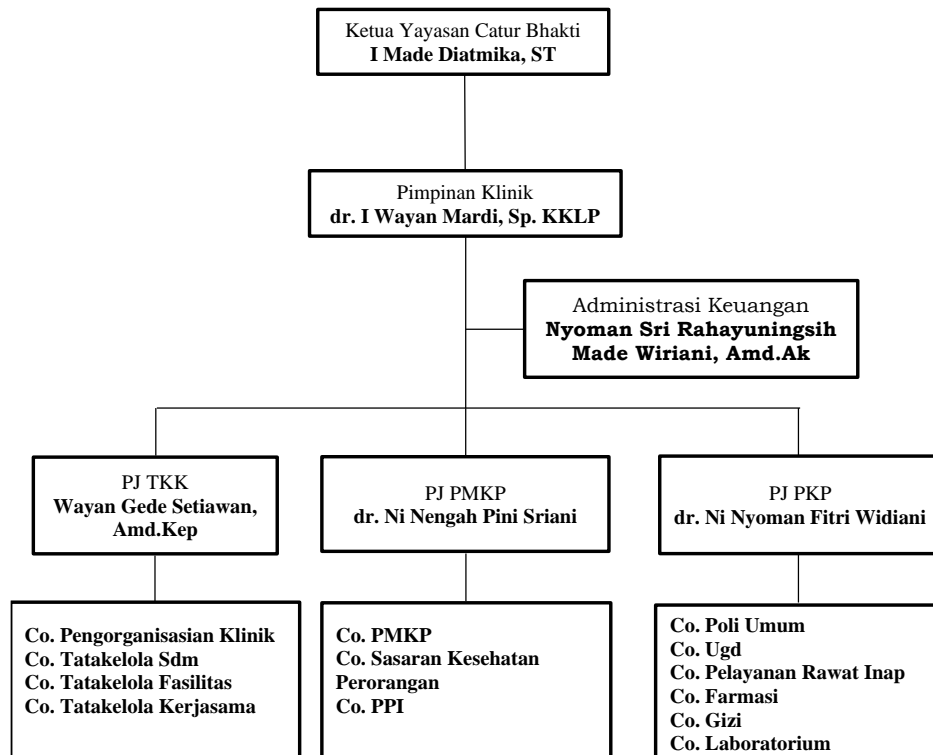 Ketua Yayasan Catur Bhakti
I Made Diatmika, ST
Pimpinan Klinik
dr. I Wayan Mardi, Sp. KKLP
Administrasi Keuangan
Nyoman Sri Rahayuningsih
Made Wiriani, Amd.Ak
PJ TKK
Wayan Gede Setiawan,
Amd.Kep
PJ PMKP
dr. Ni Nengah Pini Sriani
PJ PKP
dr. Ni Nyoman Fitri Widiani
Co. Pengorganisasian Klinik
Co. Tatakelola Sdm
Co. Tatakelola Fasilitas
Co. Tatakelola Kerjasama
Co. PMKP
Co. Sasaran Kesehatan
Perorangan
Co. PPI
Co. Poli Umum
Co. Ugd
Co. Pelayanan Rawat Inap
Co. Farmasi
Co. Gizi
Co. Laboratorium